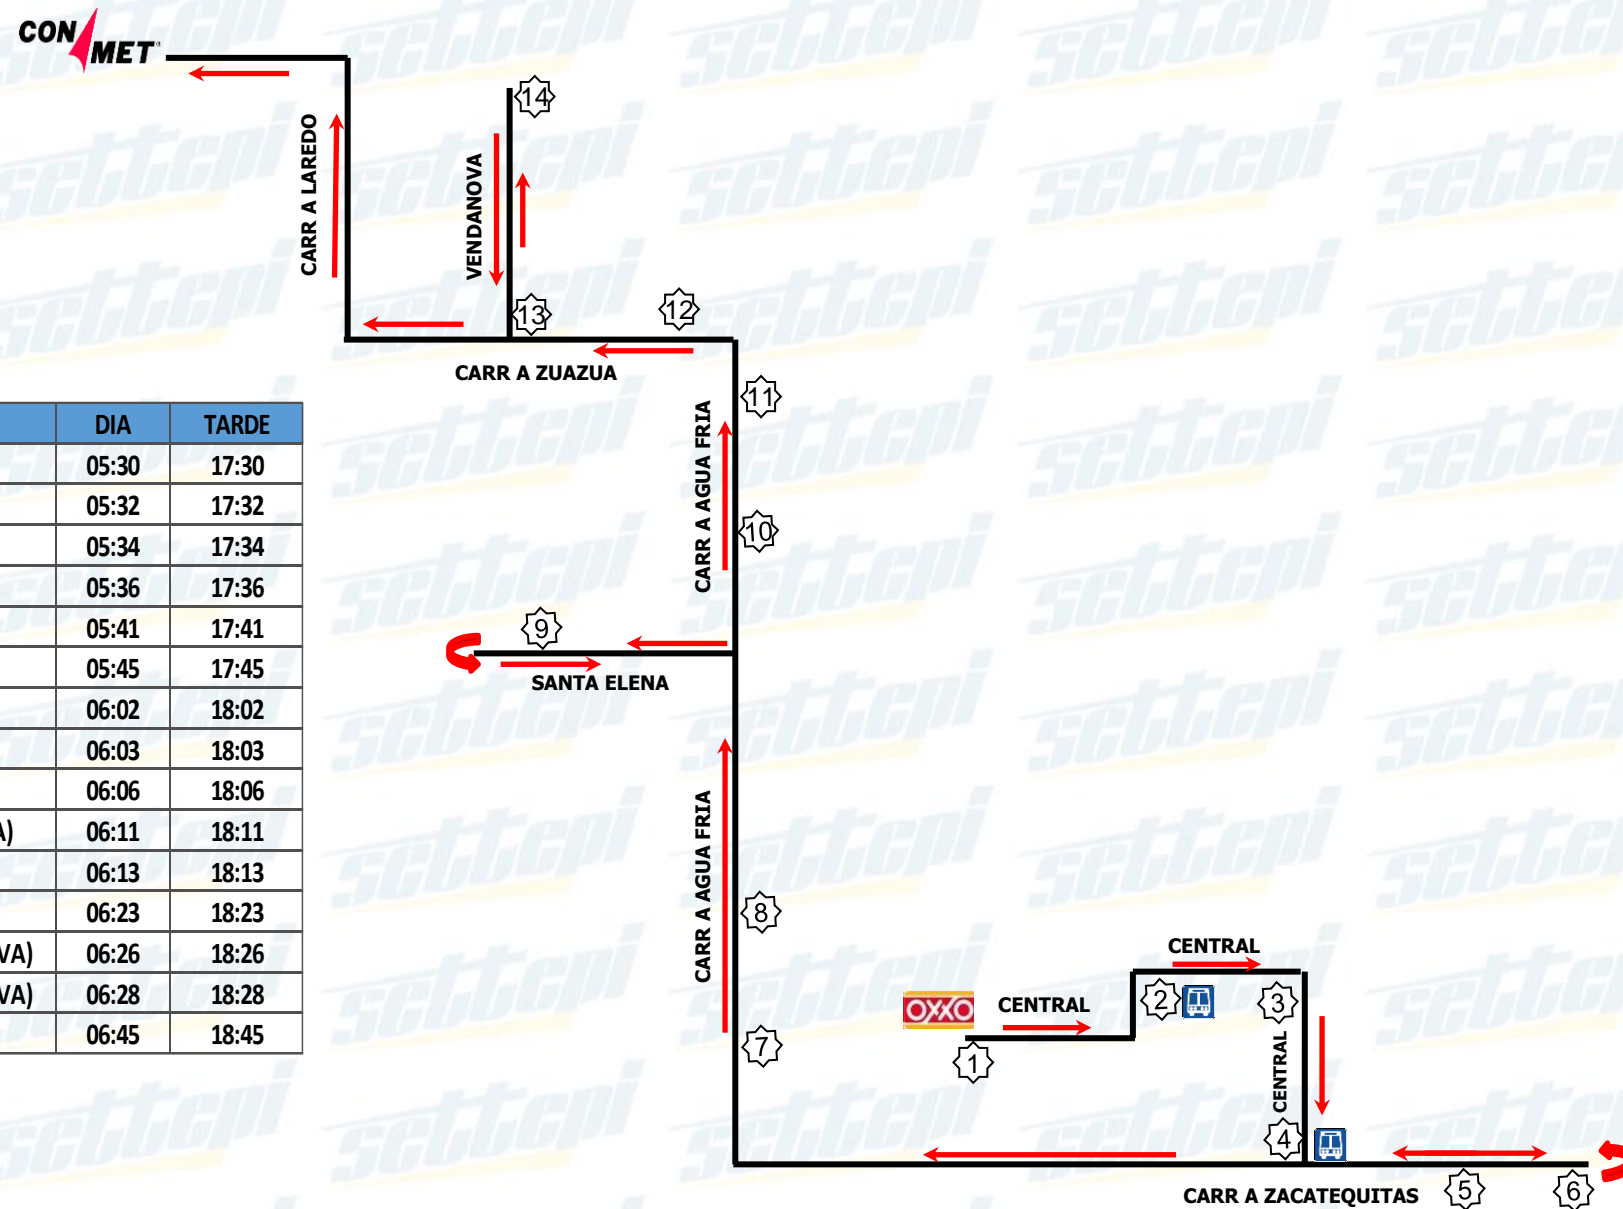 CON MET
14
CARR A LAREDO
VENDANOVA
13
12
CARR A ZUAZUA
11
CARR A AGUA FRIA
10
9
SANTA ELENA
DIA TARDE
05:30 17:30
05:32 17:32
05:34 17:34
05:36 17:36
05:41 17:41
05:45 17:45
06:02 18:02
06:03 18:03
06:06 18:06
A) 06:11 18:11
06:13 18:13
06:23 18:23
VA) 06:26 18:26
VA) 06:28 18:28
06:45 18:45
CARR A AGUA FRIA
8
7
OXXO
CENTRAL
1
CENTRAL
2
3
CENTRAL
4
CARR A ZACATEQUITAS
5
6
settepi